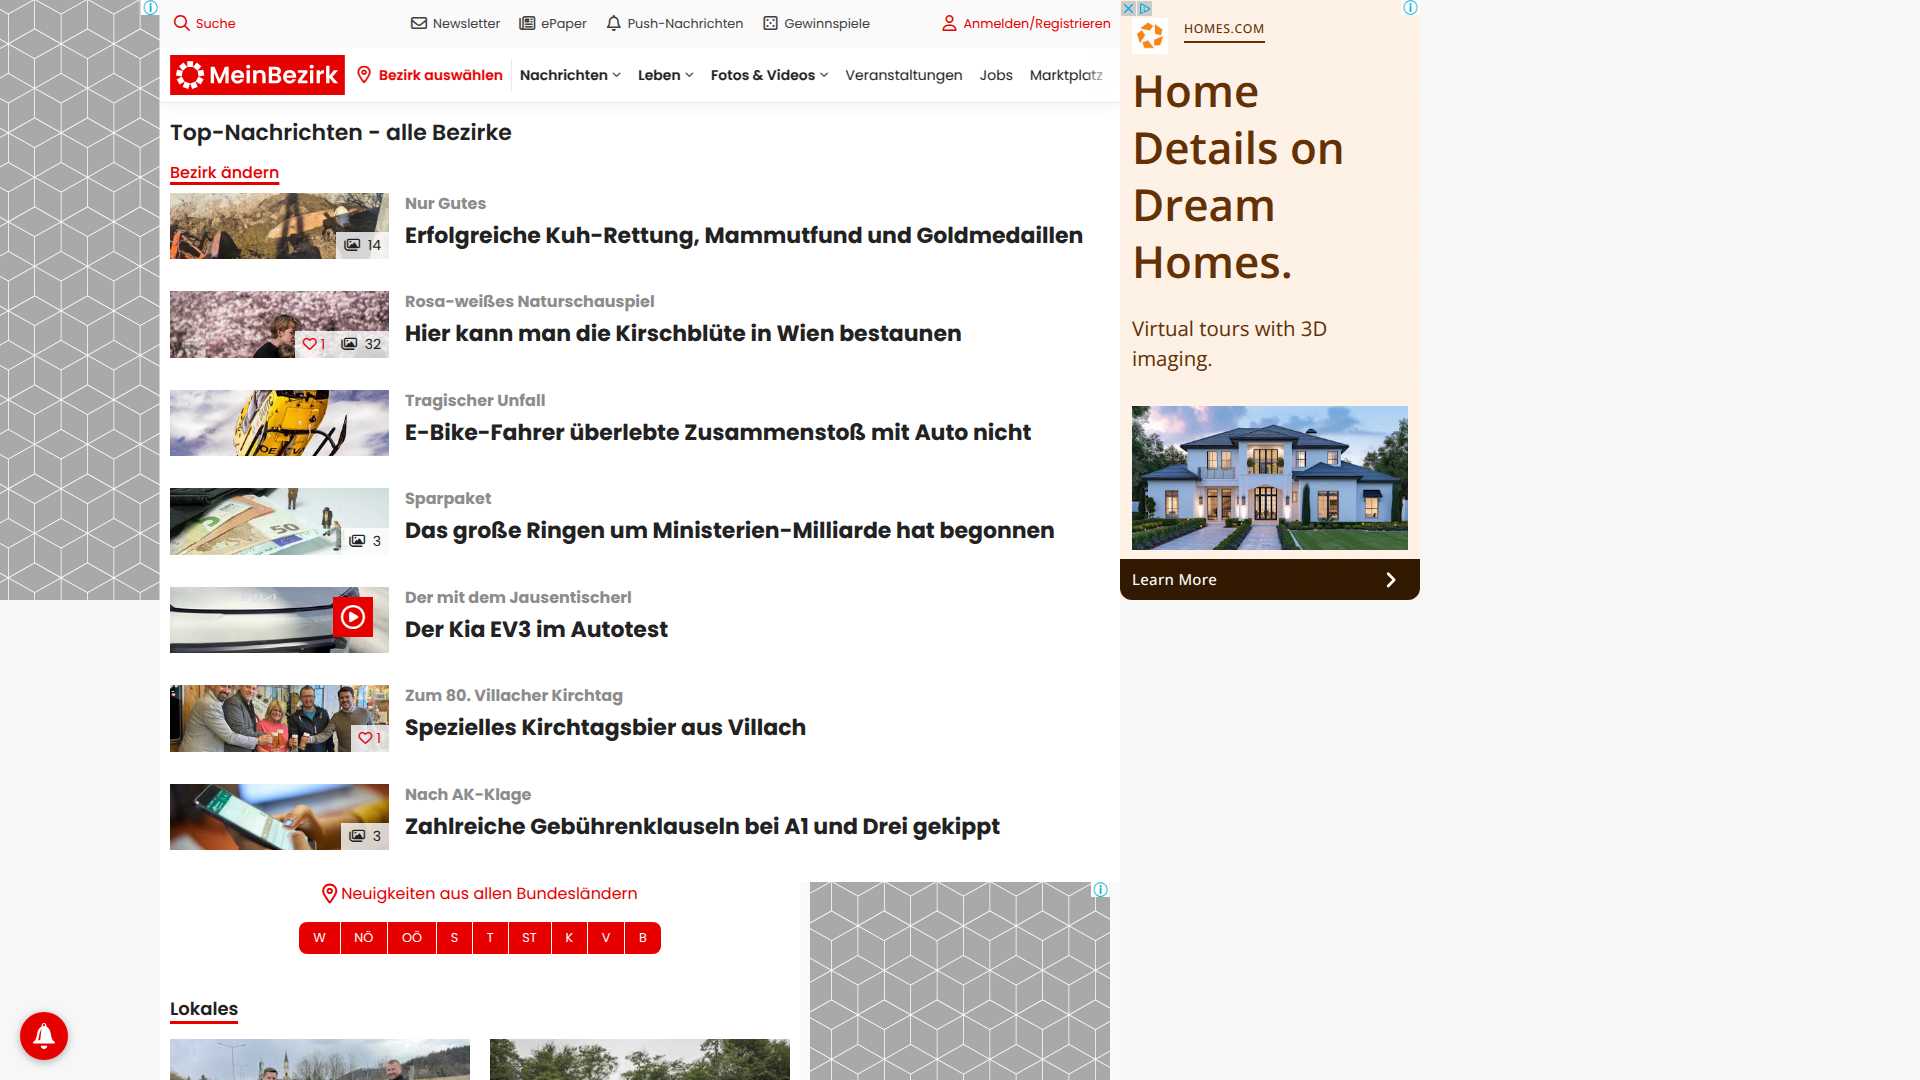 Suche
Newsletter
ePaper
Push-Nachrichten
Gewinnspiele
Anmelden/Registrieren
MeinBezirk
Bezirk auswählen
Nachrichten
Leben
Fotos & Videos
Veranstaltungen
Jobs
Marktplatz
Top-Nachrichten - alle Bezirke
Bezirk ändern
14
Nur Gutes
Erfolgreiche Kuh-Rettung, Mammutfund und Goldmedaillen
1
32
Rosa-weißes Naturschauspiel
Hier kann man die Kirschblüte in Wien bestaunen
Tragischer Unfall
E-Bike-Fahrer überlebte Zusammenstoß mit Auto nicht
50
3
Sparpaket
Das große Ringen um Ministerien-Milliarde hat begonnen
Der mit dem Jausentischerl
Der Kia EV3 im Autotest
1
Zum 80. Villacher Kirchtag
Spezielles Kirchtagsbier aus Villach
3
Nach AK-Klage
Zahlreiche Gebührenklauseln bei A1 und Drei gekippt
Neuigkeiten aus allen Bundesländern
W
NÖ
OÖ
S
T
ST
K
V
B
Lokales
HOMES.COM
Home
Details on
Dream
Homes.
Virtual tours with 3D
imaging.
Learn More